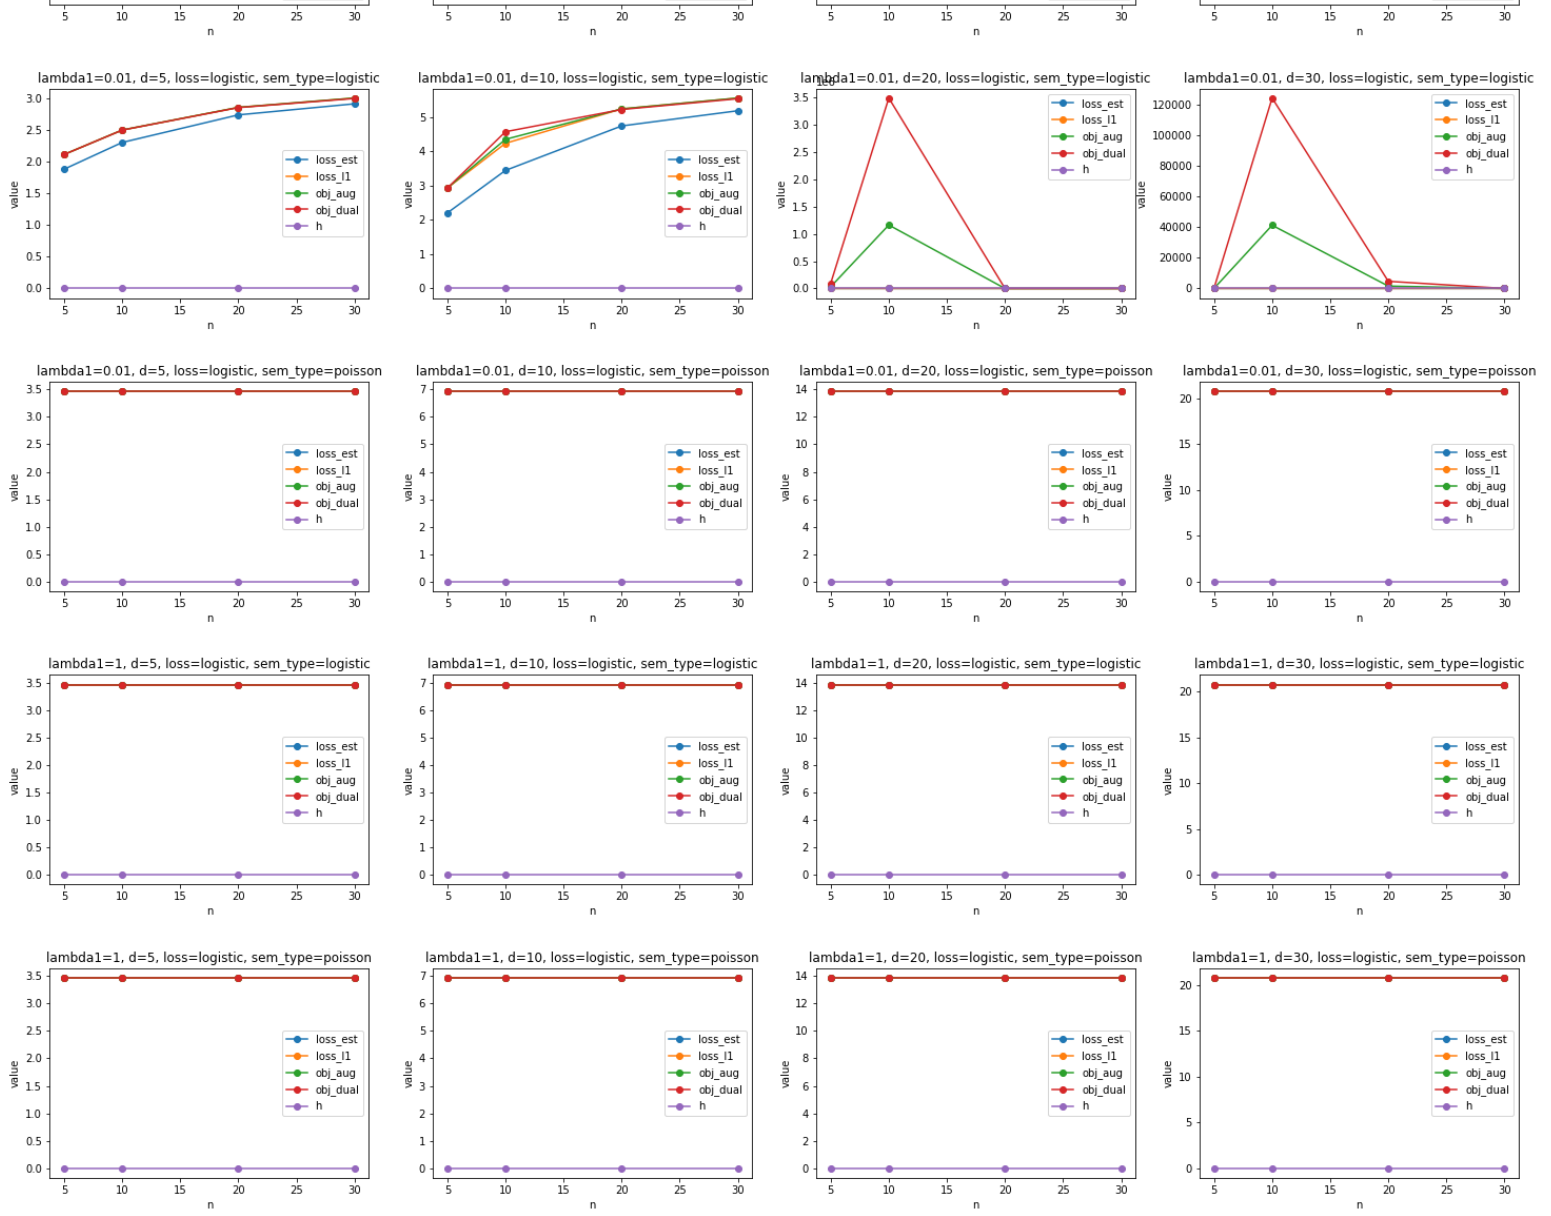 5 10 15 20 25 30
n
5 10 15 20 25 30
n
5 10 15 20 25 30
n
5 10 15 20 25 30
n
lambda1=0.01, d=5, loss=logistic, sem_type=logistic
3.0
2.5
2.0
1.5
1.0
0.5
0.0
value
loss_est
loss_l1
obj_aug
obj_dual
h
5 10 15 20 25 30
n
lambda1=0.01, d=10, loss=logistic, sem_type=logistic
5
4
3
2
1
0
value
loss_est
loss_l1
obj_aug
obj_dual
h
5 10 15 20 25 30
n
lambda1=0.01, d=20, loss=logistic, sem_type=logistic
3.5
3.0
2.5
2.0
1.5
1.0
0.5
0.0
value
loss_est
loss_l1
obj_aug
obj_dual
h
5 10 15 20 25 30
n
lambda1=0.01, d=30, loss=logistic, sem_type=logistic
120000
100000
80000
60000
40000
20000
0
value
loss_est
loss_l1
obj_aug
obj_dual
h
5 10 15 20 25 30
n
lambda1=0.01, d=5, loss=logistic, sem_type=poisson
3.5
3.0
2.5
2.0
1.5
1.0
0.5
0.0
value
loss_est
loss_l1
obj_aug
obj_dual
h
5 10 15 20 25 30
n
lambda1=0.01, d=10, loss=logistic, sem_type=poisson
7
6
5
4
3
2
1
0
value
loss_est
loss_l1
obj_aug
obj_dual
h
5 10 15 20 25 30
n
lambda1=0.01, d=20, loss=logistic, sem_type=poisson
14
12
10
8
6
4
2
0
value
loss_est
loss_l1
obj_aug
obj_dual
h
5 10 15 20 25 30
n
lambda1=0.01, d=30, loss=logistic, sem_type=poisson
20
15
10
5
0
value
loss_est
loss_l1
obj_aug
obj_dual
h
5 10 15 20 25 30
n
lambda1=1, d=5, loss=logistic, sem_type=logistic
3.5
3.0
2.5
2.0
1.5
1.0
0.5
0.0
value
loss_est
loss_l1
obj_aug
obj_dual
h
5 10 15 20 25 30
n
lambda1=1, d=10, loss=logistic, sem_type=logistic
7
6
5
4
3
2
1
0
value
loss_est
loss_l1
obj_aug
obj_dual
h
5 10 15 20 25 30
n
lambda1=1, d=20, loss=logistic, sem_type=logistic
14
12
10
8
6
4
2
0
value
loss_est
loss_l1
obj_aug
obj_dual
h
5 10 15 20 25 30
n
lambda1=1, d=30, loss=logistic, sem_type=logistic
20
15
10
5
0
value
loss_est
loss_l1
obj_aug
obj_dual
h
5 10 15 20 25 30
n
lambda1=1, d=5, loss=logistic, sem_type=poisson
3.5
3.0
2.5
2.0
1.5
1.0
0.5
0.0
value
loss_est
loss_l1
obj_aug
obj_dual
h
5 10 15 20 25 30
n
lambda1=1, d=10, loss=logistic, sem_type=poisson
7
6
5
4
3
2
1
0
value
loss_est
loss_l1
obj_aug
obj_dual
h
5 10 15 20 25 30
n
lambda1=1, d=20, loss=logistic, sem_type=poisson
14
12
10
8
6
4
2
0
value
loss_est
loss_l1
obj_aug
obj_dual
h
5 10 15 20 25 30
n
lambda1=1, d=30, loss=logistic, sem_type=poisson
20
15
10
5
0
value
loss_est
loss_l1
obj_aug
obj_dual
h
5 10 15 20 25 30
n